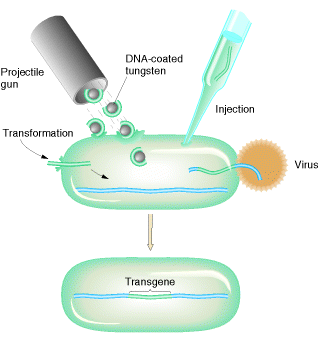 DNA-coated
tungsten
Projectile
gun
Injection
Transformation
Virus
Transgene